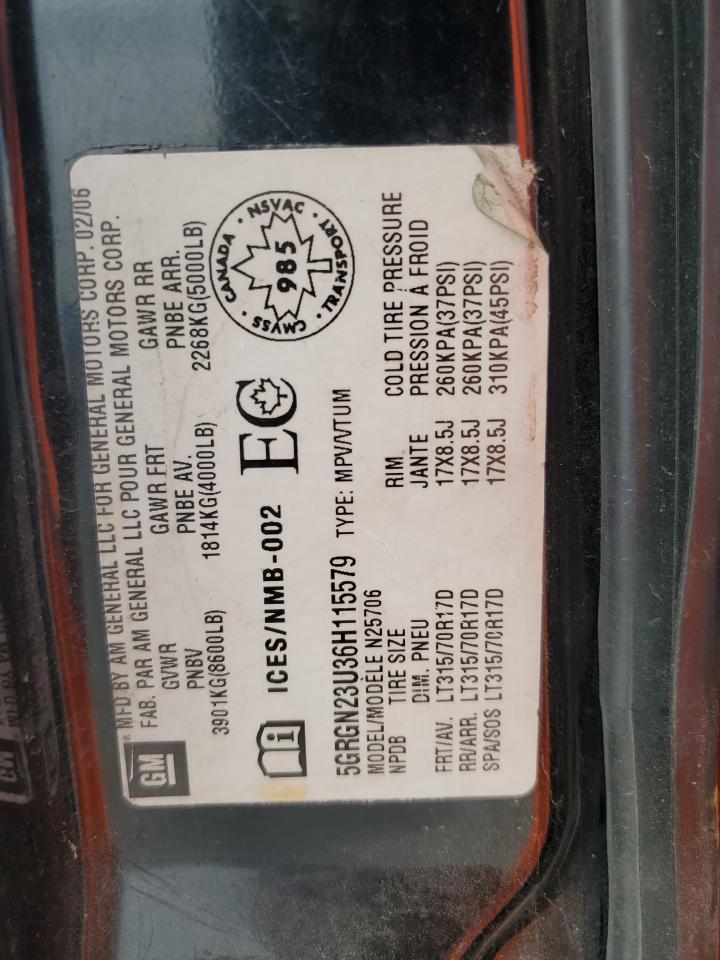 GM
® MFD BY AM GENERAL LLC FOR GENERAL MOTORS CORP. 02/06
FAB. PAR AM GENERAL LLC POUR GENERAL MOTORS CORP.
GVWR GAWR FRT GAWR RR
PNBV PNBE AV. PNBE ARR.
3901KG(8600LB) 1814KG(4000LB) 2268KG(5000LB)
i ICES/NMB-002 EC
CANADA · NSVAC · TRANSPORT · CMVSS
985
5GRGN23U36H115579 TYPE: MPV/VTUM
MODEL/MODÈLE N25706
NPDB TIRE SIZE RIM COLD TIRE PRESSURE
DIM. PNEU JANTE PRESSION À FROID
FRT/AV. LT315/70R17D 17X8.5J 260KPA(37PSI)
RR/ARR. LT315/70R17D 17X8.5J 260KPA(37PSI)
SPA/SOS LT315/70R17D 17X8.5J 310KPA(45PSI)